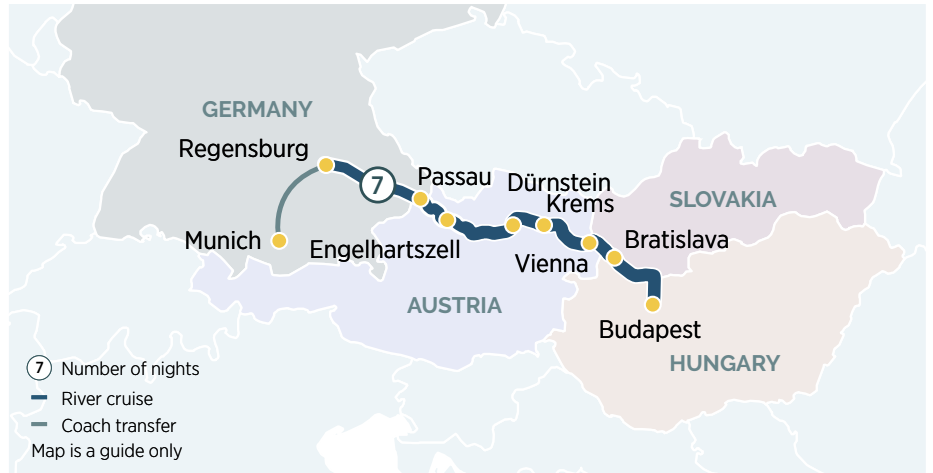 GERMANY
Regensburg
7
Passau
Dürnstein
Krems
SLOVAKIA
Munich
Engelhartszell
Vienna
Bratislava
AUSTRIA
Budapest
HUNGARY
7 Number of nights
River cruise
Coach transfer
Map is a guide only